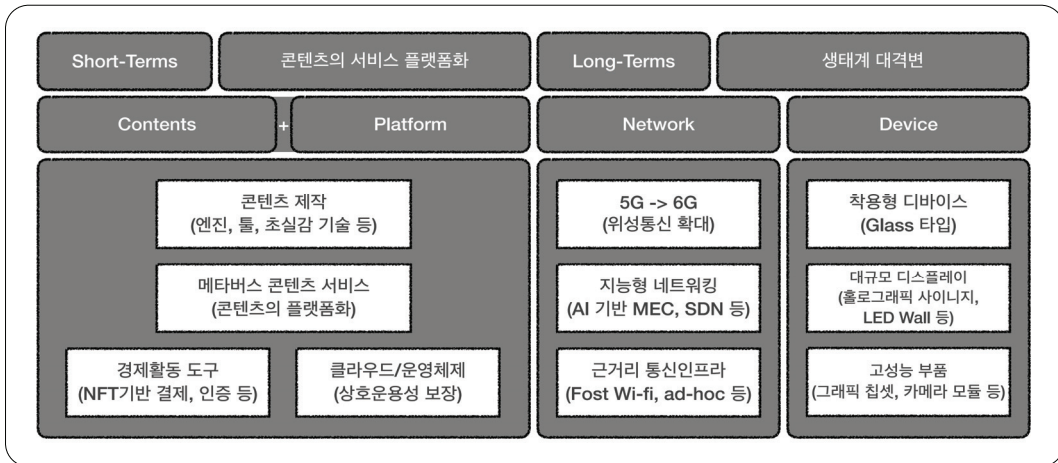 Short-Terms
콘텐츠의 서비스 플랫폼화
Long-Terms
생태계 대격변
Contents
+
Platform
Network
Device
콘텐츠 제작
(엔진, 툴, 초실감 기술 등)
메타버스 콘텐츠 서비스
(콘텐츠의 플랫폼화)
경제활동 도구
(NFT기반 결제, 인증 등)
클라우드/운영체제
(상호운용성 보장)
5G -> 6G
(위성통신 확대)
지능형 네트워킹
(AI 기반 MEC, SDN 등)
근거리 통신인프라
(Fost Wi-fi, ad-hoc 등)
착용형 디바이스
(Glass 타입)
대규모 디스플레이
(홀로그래픽 사이니지,
LED Wall 등)
고성능 부품
(그래픽 칩셋, 카메라 모듈 등)